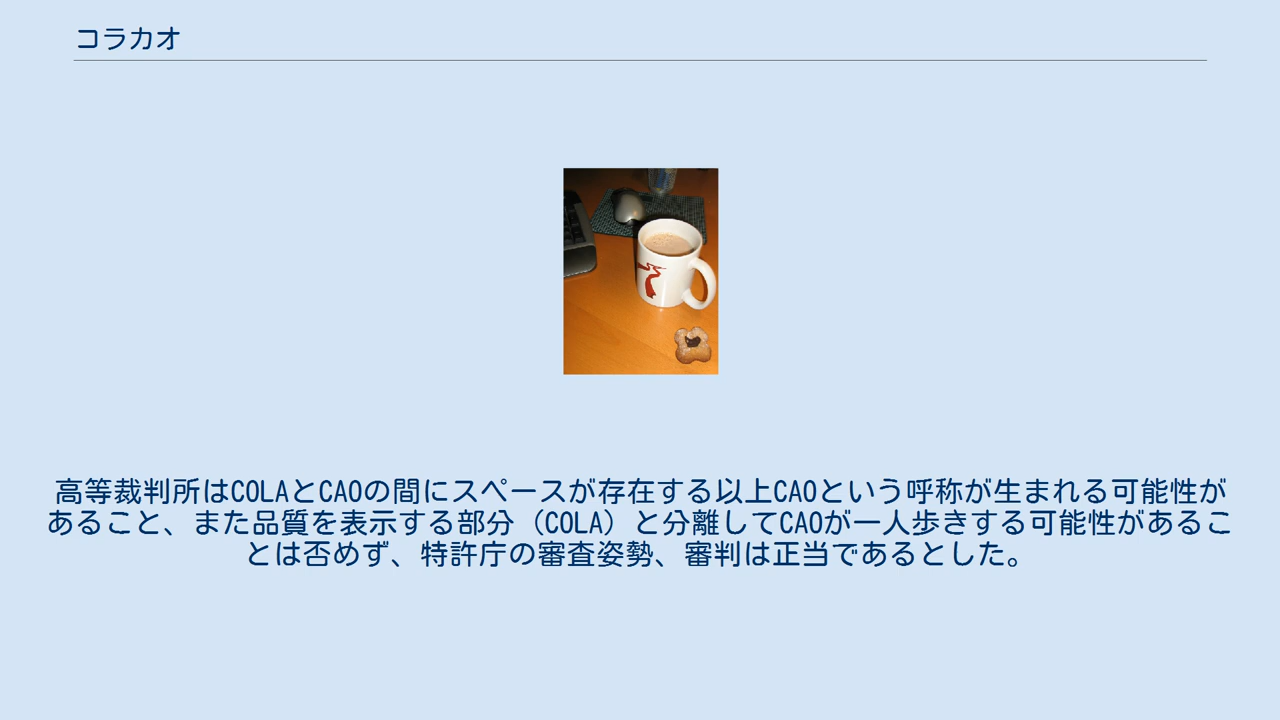 コラカオ
高等裁判所はCOLAとCAOの間にスペースが存在する以上CAOという呼称が生まれる可能性が
あること、また品質を表示する部分（COLA）と分離してCAOが一人歩きする可能性があるこ
とは否めず、特許庁の審査姿勢、審判は正当であるとした。